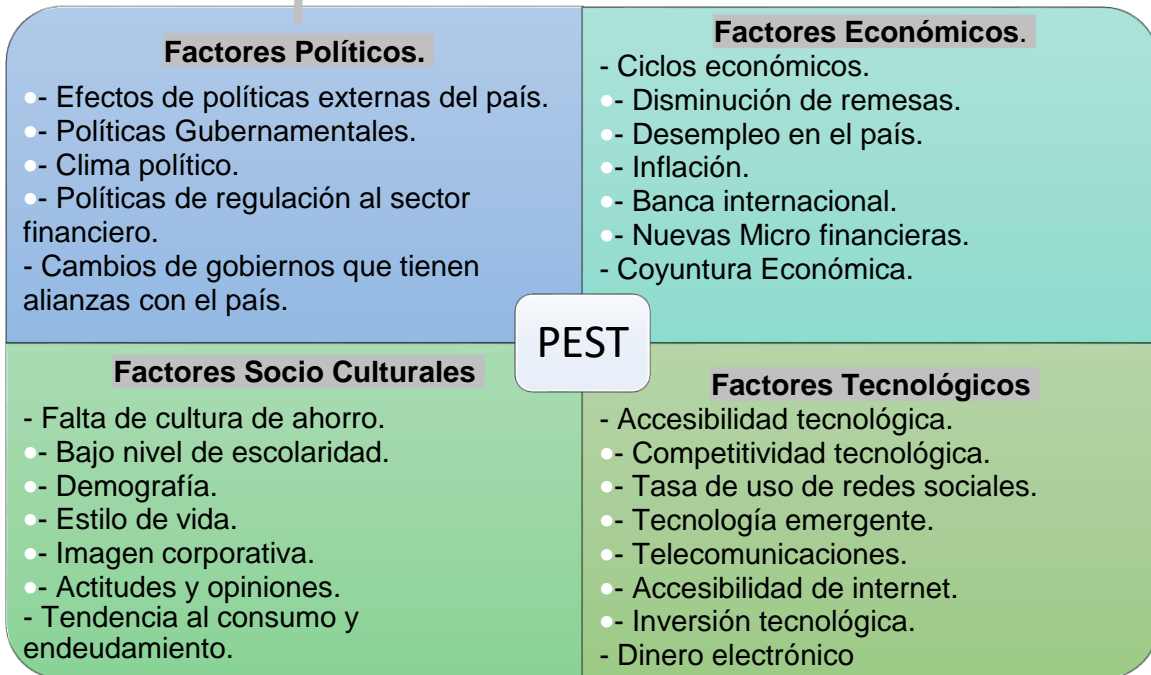 Factores Políticos.
•- Efectos de políticas externas del país.
•- Políticas Gubernamentales.
•- Clima político.
•- Políticas de regulación al sector
financiero.
- Cambios de gobiernos que tienen
alianzas con el país.
Factores Económicos.
- Ciclos económicos.
•- Disminución de remesas.
•- Desempleo en el país.
•- Inflación.
•- Banca internacional.
•- Nuevas Micro financieras.
- Coyuntura Económica.
PEST
Factores Socio Culturales
- Falta de cultura de ahorro.
•- Bajo nivel de escolaridad.
•- Demografía.
•- Estilo de vida.
•- Imagen corporativa.
•- Actitudes y opiniones.
- Tendencia al consumo y
endeudamiento.
Factores Tecnológicos
- Accesibilidad tecnológica.
•- Competitividad tecnológica.
•- Tasa de uso de redes sociales.
•- Tecnología emergente.
•- Telecomunicaciones.
•- Accesibilidad de internet.
•- Inversión tecnológica.
- Dinero electrónico